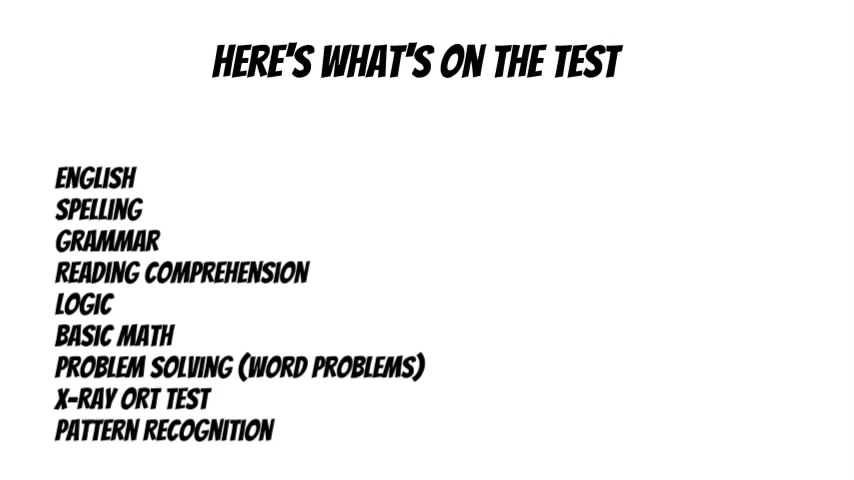 HERE'S WHAT'S ON THE TEST
ENGLISH
SPELLING
GRAMMAR
READING COMPREHENSION
LOGIC
BASIC MATH
PROBLEM SOLVING (WORD PROBLEMS)
X-RAY ORT TEST
PATTERN RECOGNITION